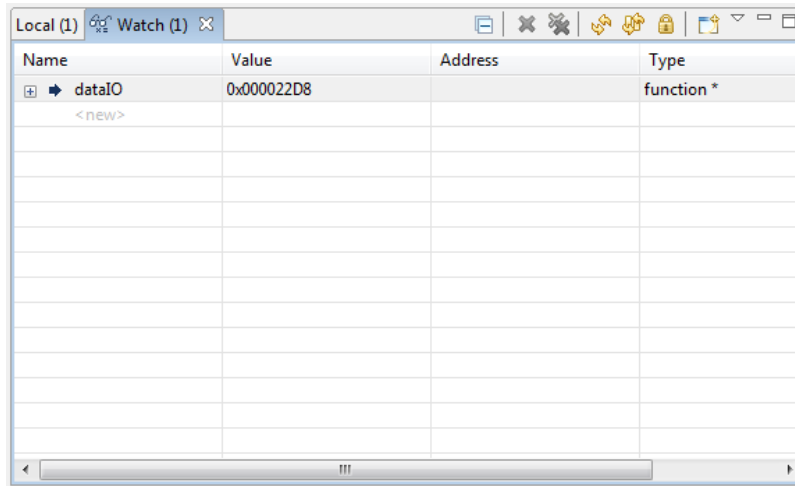 Local (1) Watch (1)
Name Value Address Type
dataIO 0x000022D8 function *
<new>